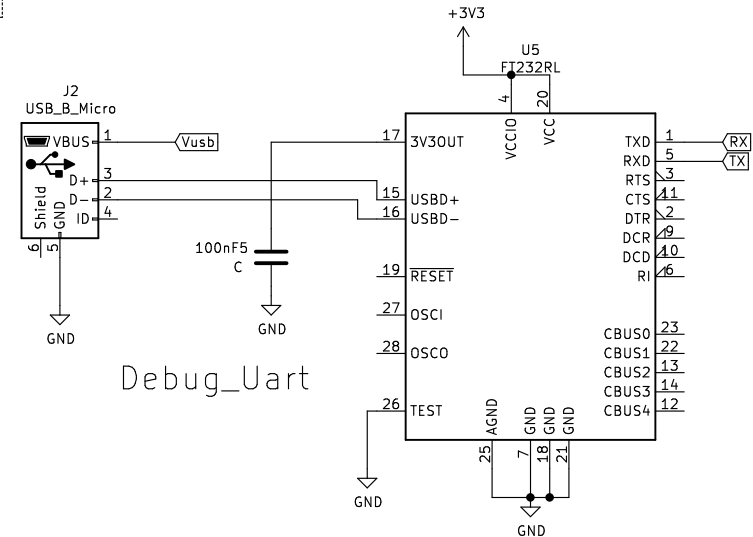 +3V3
U5
FT232RL
J2
USB_B_Micro
VBUS 1 Vusb
D+ 3
D- 2
ID 4
Shield 6
GND 5
GND
100nF5
C
GND
Debug_Uart
4 VCCIO
20 VCC
17 3V3OUT
15 USBD+
16 USBD-
19 RESET
27 OSCI
28 OSCO
26 TEST
GND
TXD 1 RX
RXD 5 TX
RTS 3
CTS 11
DTR 2
DCR 9
DCD 10
RI 6
CBUS0 23
CBUS1 22
CBUS2 13
CBUS3 14
CBUS4 12
AGND 25
GND 7
GND 18
GND 21
GND